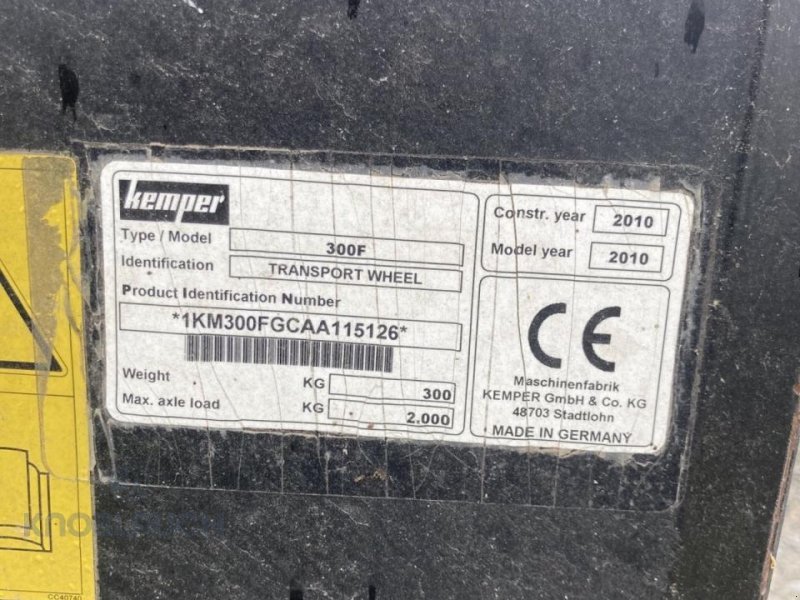 kemper
Type / Model 300F
Identification TRANSPORT WHEEL
Product Identification Number
*1KM300FGCAA115126*
Weight KG 300
Max. axle load KG 2.000
Constr. year 2010
Model year 2010
CE
Maschinenfabrik
KEMPER GmbH & Co. KG
48703 Stadtlohn
MADE IN GERMANY
CC40740